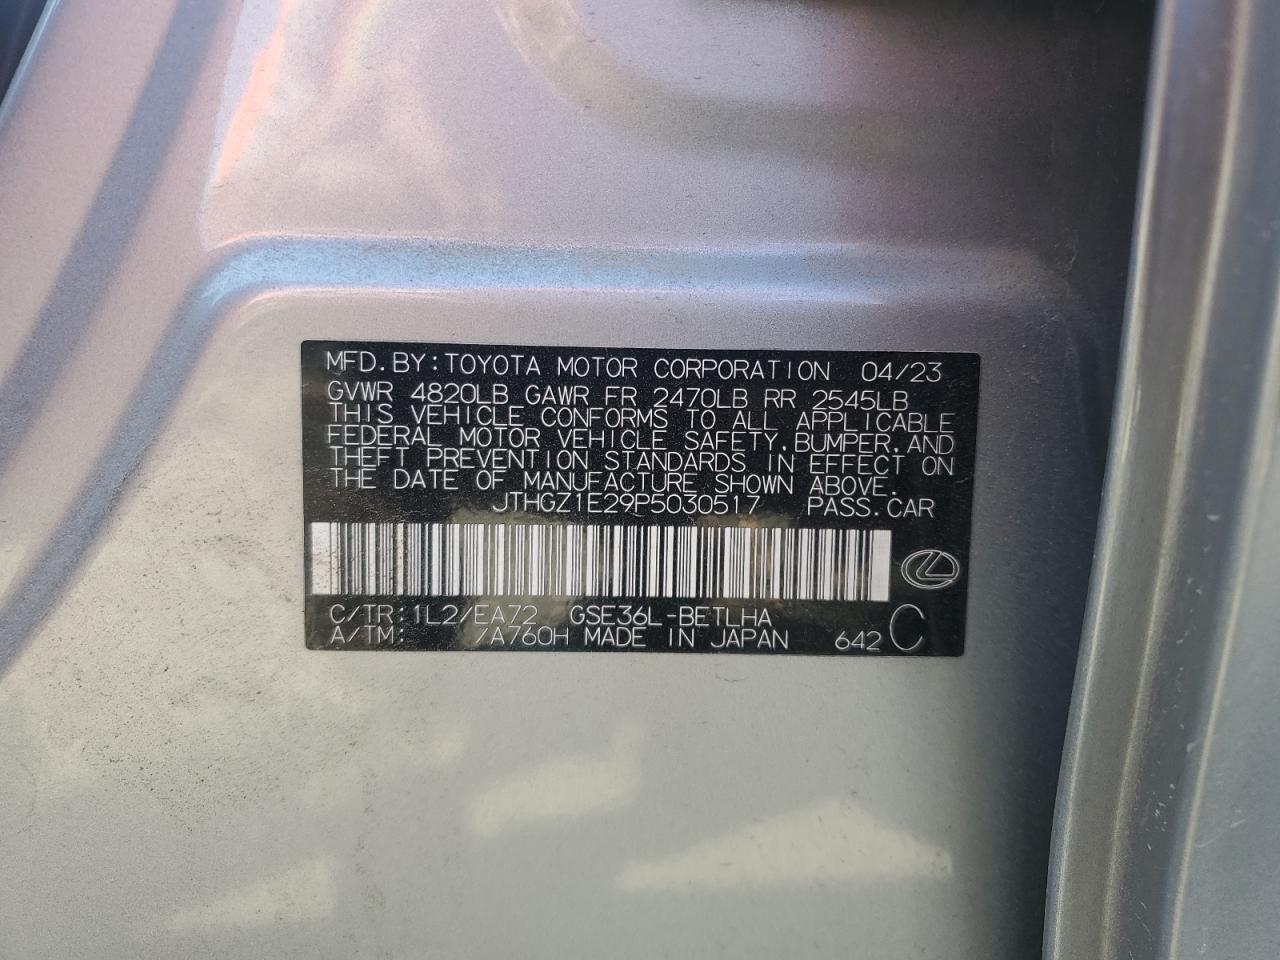 MFD.BY:TOYOTA MOTOR CORPORATION 04/23
GVWR 4820LB GAWR FR 2470LB RR 2545LB
THIS VEHICLE CONFORMS TO ALL APPLICABLE
FEDERAL MOTOR VEHICLE SAFETY,BUMPER,AND
THEFT PREVENTION STANDARDS IN EFFECT ON
THE DATE OF MANUFACTURE SHOWN ABOVE.
JTHGZ1E29P5030517 PASS.CAR
C/TR:1L2/EA72 GSE36L-BETLHA
A/TM: /A760H MADE IN JAPAN 642 C